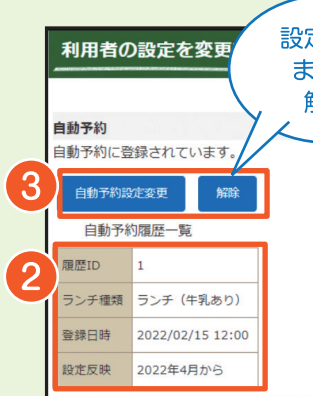 設定
ま
解
利用者の設定を変更
自動予約
自動予約に登録されています。
3
自動予約設定変更 解除
自動予約履歴一覧
2
履歴ID 1
ランチ種類 ランチ（牛乳あり）
登録日時 2022/02/15 12:00
設定反映 2022年4月から